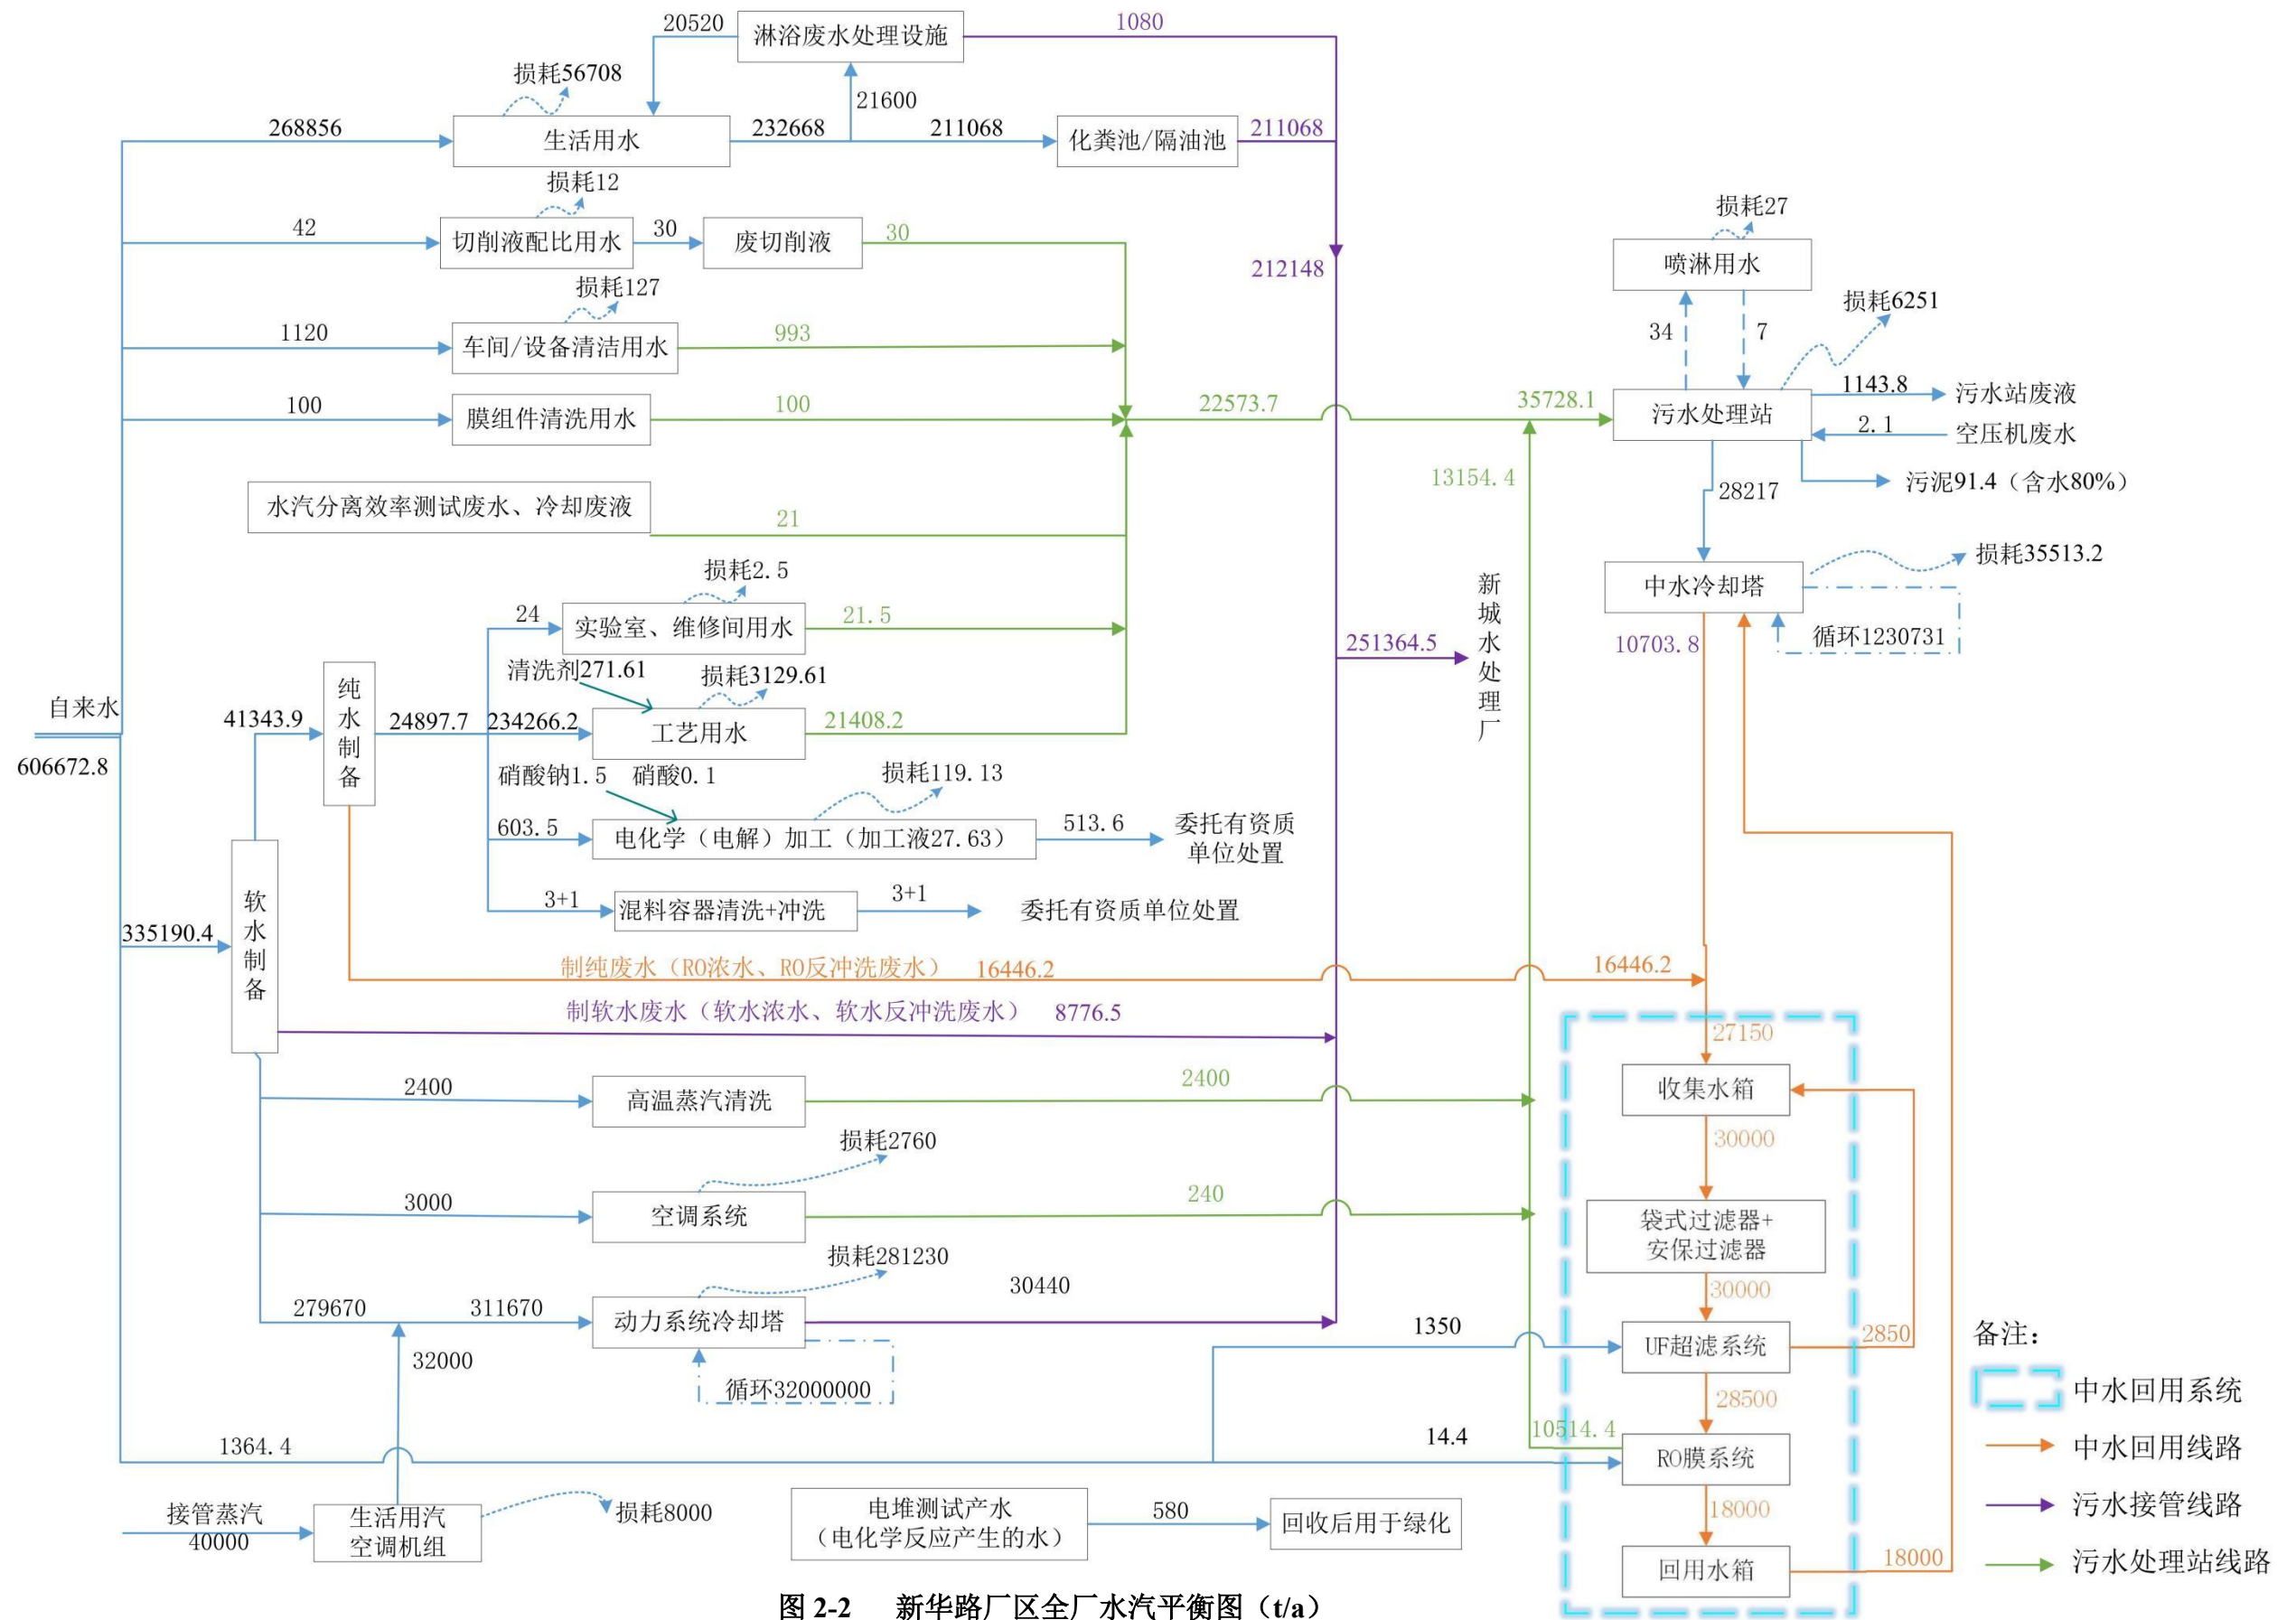 20520
淋浴废水处理设施
1080
损耗56708
21600
268856
生活用水
232668
211068
化粪池/隔油池
211068
损耗12
42
切削液配比用水
30
废切削液
30
212148
损耗127
1120
车间/设备清洁用水
993
100
膜组件清洗用水
100
22573.7
35728.1
水汽分离效率测试废水、冷却废液
21
13154.4
损耗27
喷淋用水
34
7
损耗6251
污水处理站
1143.8
污水站废液
2.1
空压机废水
污泥91.4（含水80%）
28217
中水冷却塔
损耗35513.2
循环1230731
10703.8
损耗2.5
24
实验室、维修间用水
21.5
清洗剂271.61
损耗3129.61
自来水
606672.8
41343.9
纯水制备
24897.7
234266.2
工艺用水
21408.2
251364.5
新城水处理厂
硝酸钠1.5
硝酸0.1
损耗119.13
603.5
电化学（电解）加工（加工液27.63）
513.6
委托有资质
单位处置
3+1
混料容器清洗+冲洗
3+1
委托有资质单位处置
335190.4
软水制备
制纯废水（RO浓水、RO反冲洗废水）
16446.2
16446.2
制软水废水（软水浓水、软水反冲洗废水）
8776.5
27150
收集水箱
2400
高温蒸汽清洗
2400
30000
损耗2760
3000
空调系统
240
袋式过滤器+
安保过滤器
30000
损耗281230
279670
311670
动力系统冷却塔
30440
32000
循环32000000
1350
UF超滤系统
2850
28500
1364.4
14.4
10514.4
RO膜系统
18000
回用水箱
18000
接管蒸汽
40000
生活用汽
空调机组
损耗8000
电堆测试产水
（电化学反应产生的水）
580
回收后用于绿化
备注：
中水回用系统
中水回用线路
污水接管线路
污水处理站线路
图 2-2 新华路厂区全厂水汽平衡图（t/a）